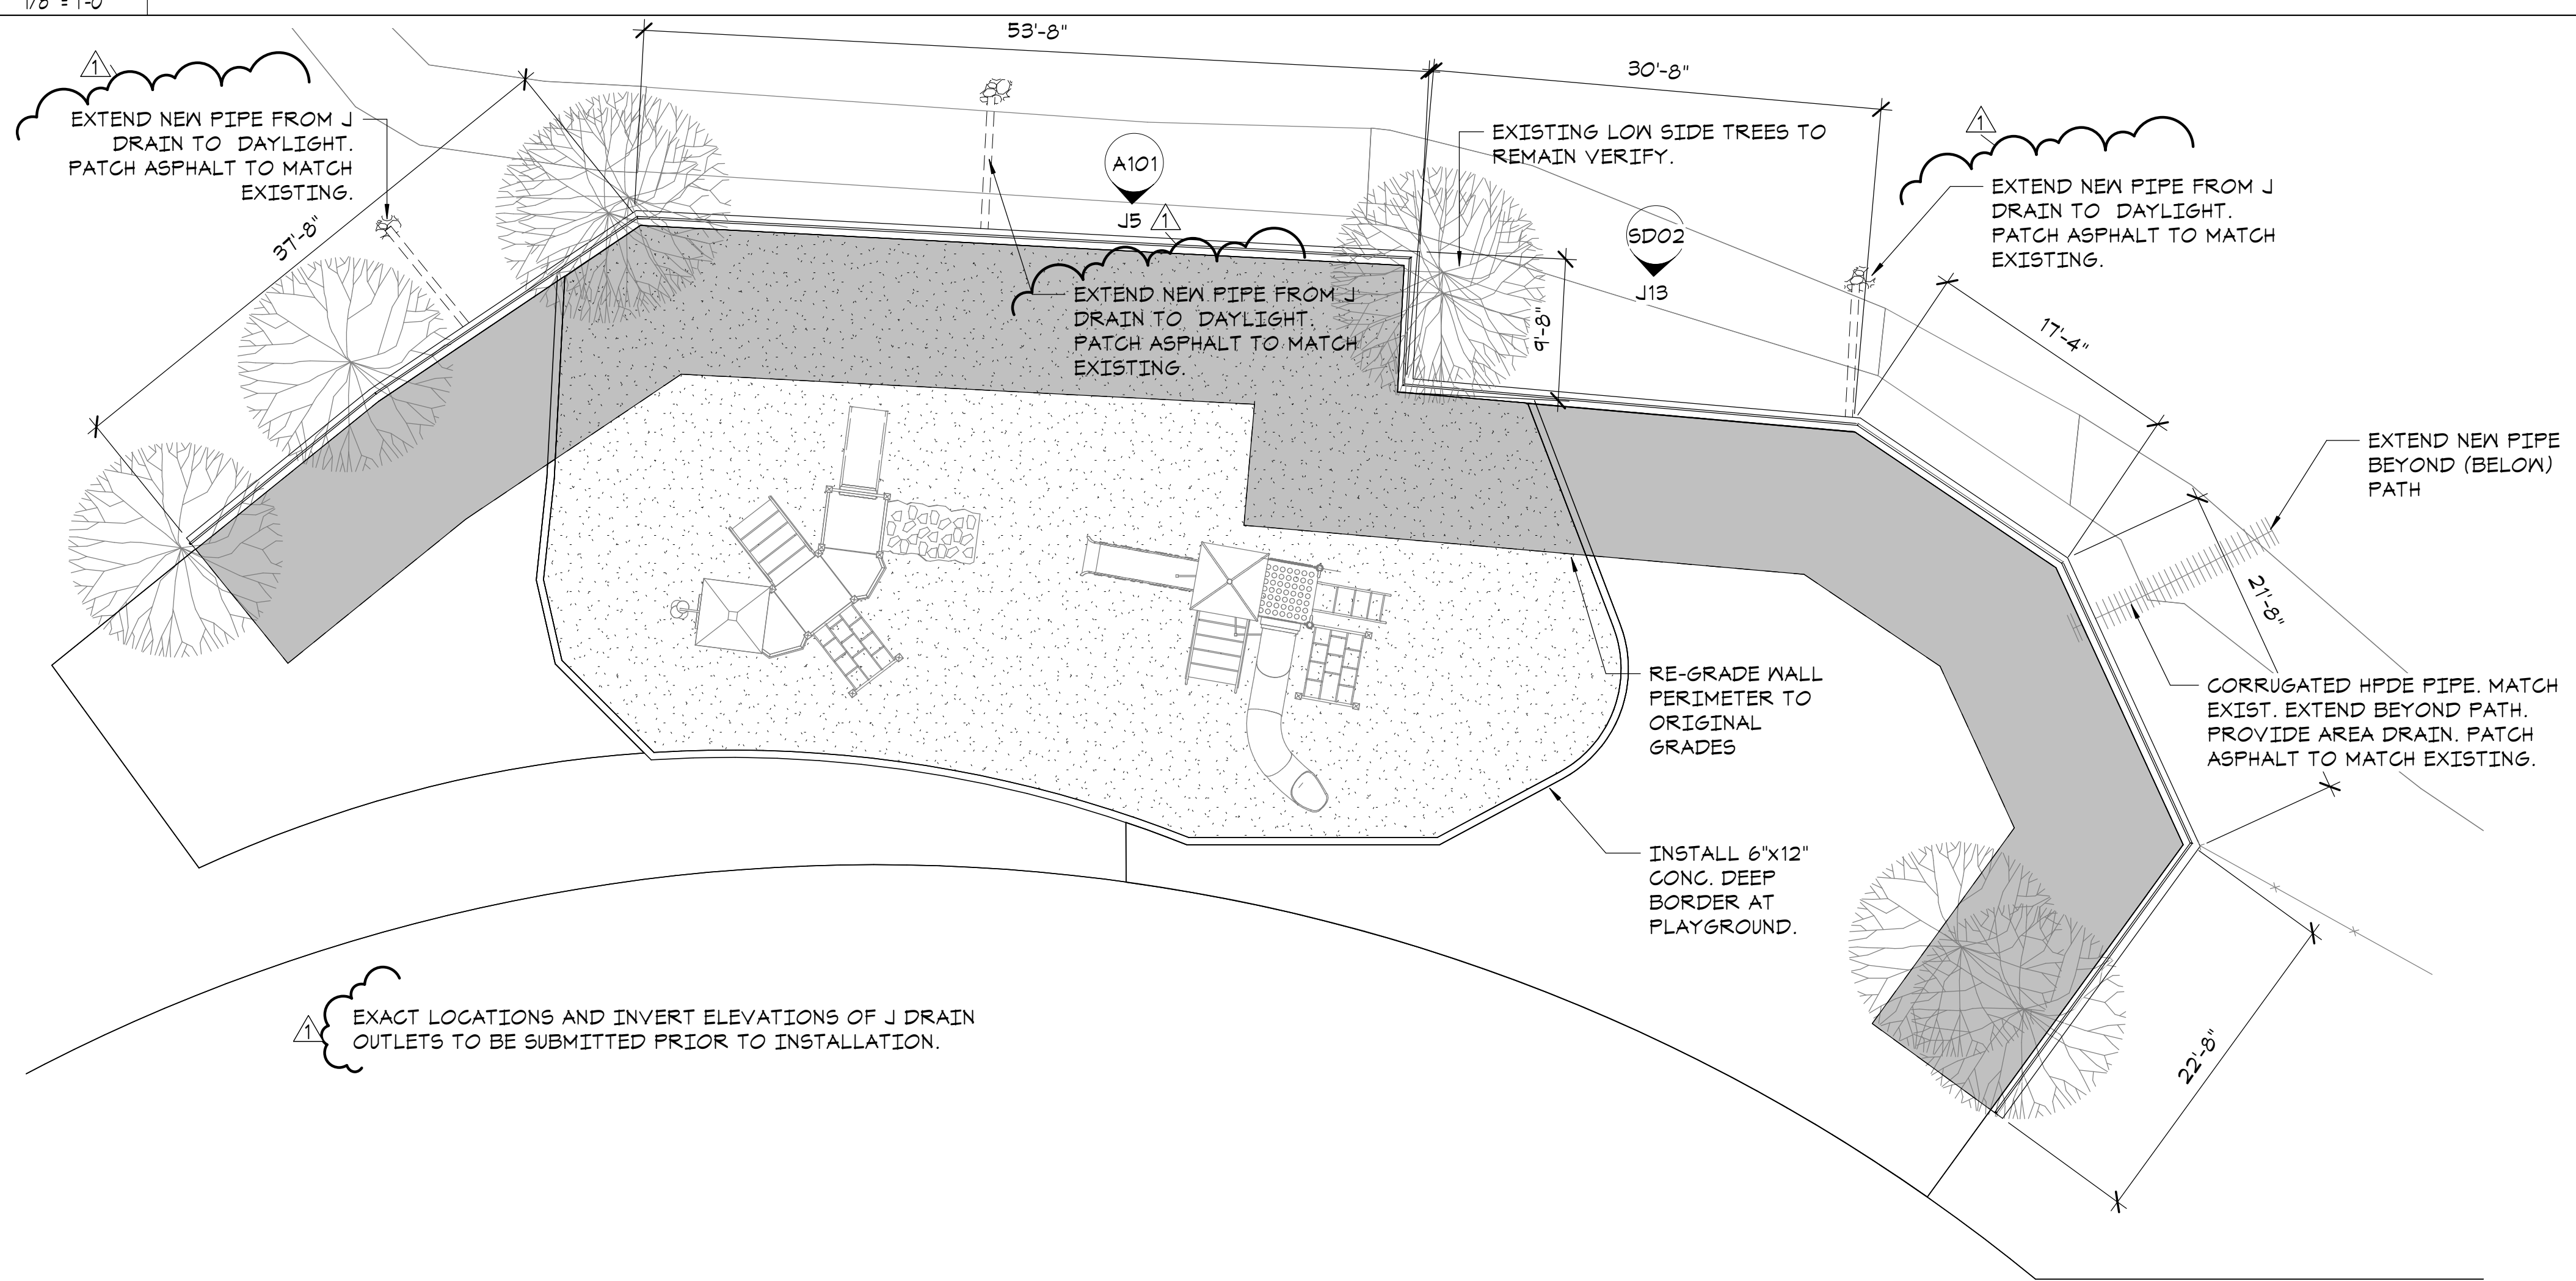 1/8" = 1'-0"
53'-8"
30'-8"
1
EXTEND NEW PIPE FROM J
DRAIN TO DAYLIGHT.
PATCH ASPHALT TO MATCH
EXISTING.
37'-8"
A101
J5
1
EXTEND NEW PIPE FROM J
DRAIN TO DAYLIGHT.
PATCH ASPHALT TO MATCH
EXISTING.
EXISTING LOW SIDE TREES TO
REMAIN VERIFY.
9'-8"
SD02
J13
1
EXTEND NEW PIPE FROM J
DRAIN TO DAYLIGHT.
PATCH ASPHALT TO MATCH
EXISTING.
17'-4"
EXTEND NEW PIPE
BEYOND (BELOW)
PATH
21'-8"
CORRUGATED HPDE PIPE. MATCH
EXIST. EXTEND BEYOND PATH.
PROVIDE AREA DRAIN. PATCH
ASPHALT TO MATCH EXISTING.
RE-GRADE WALL
PERIMETER TO
ORIGINAL
GRADES
INSTALL 6"x12"
CONC. DEEP
BORDER AT
PLAYGROUND.
22'-8"
1
EXACT LOCATIONS AND INVERT ELEVATIONS OF J DRAIN
OUTLETS TO BE SUBMITTED PRIOR TO INSTALLATION.